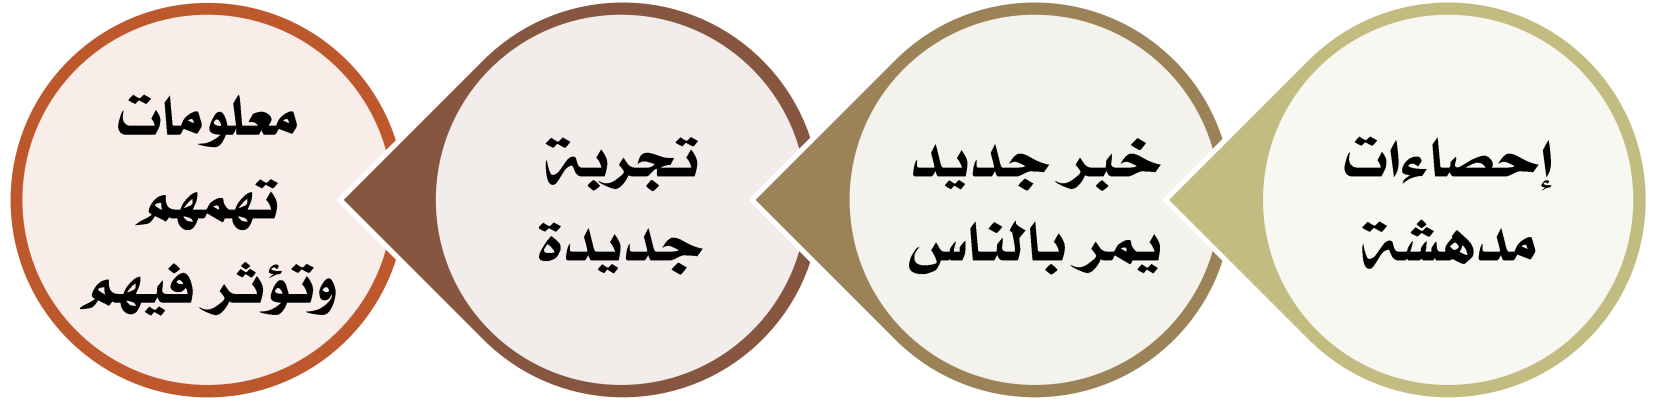 إحصاءات
مدهشة
خبر جديد
يمر بالناس
تجربة
جديدة
معلومات
تهمهم
وتؤثر فيهم